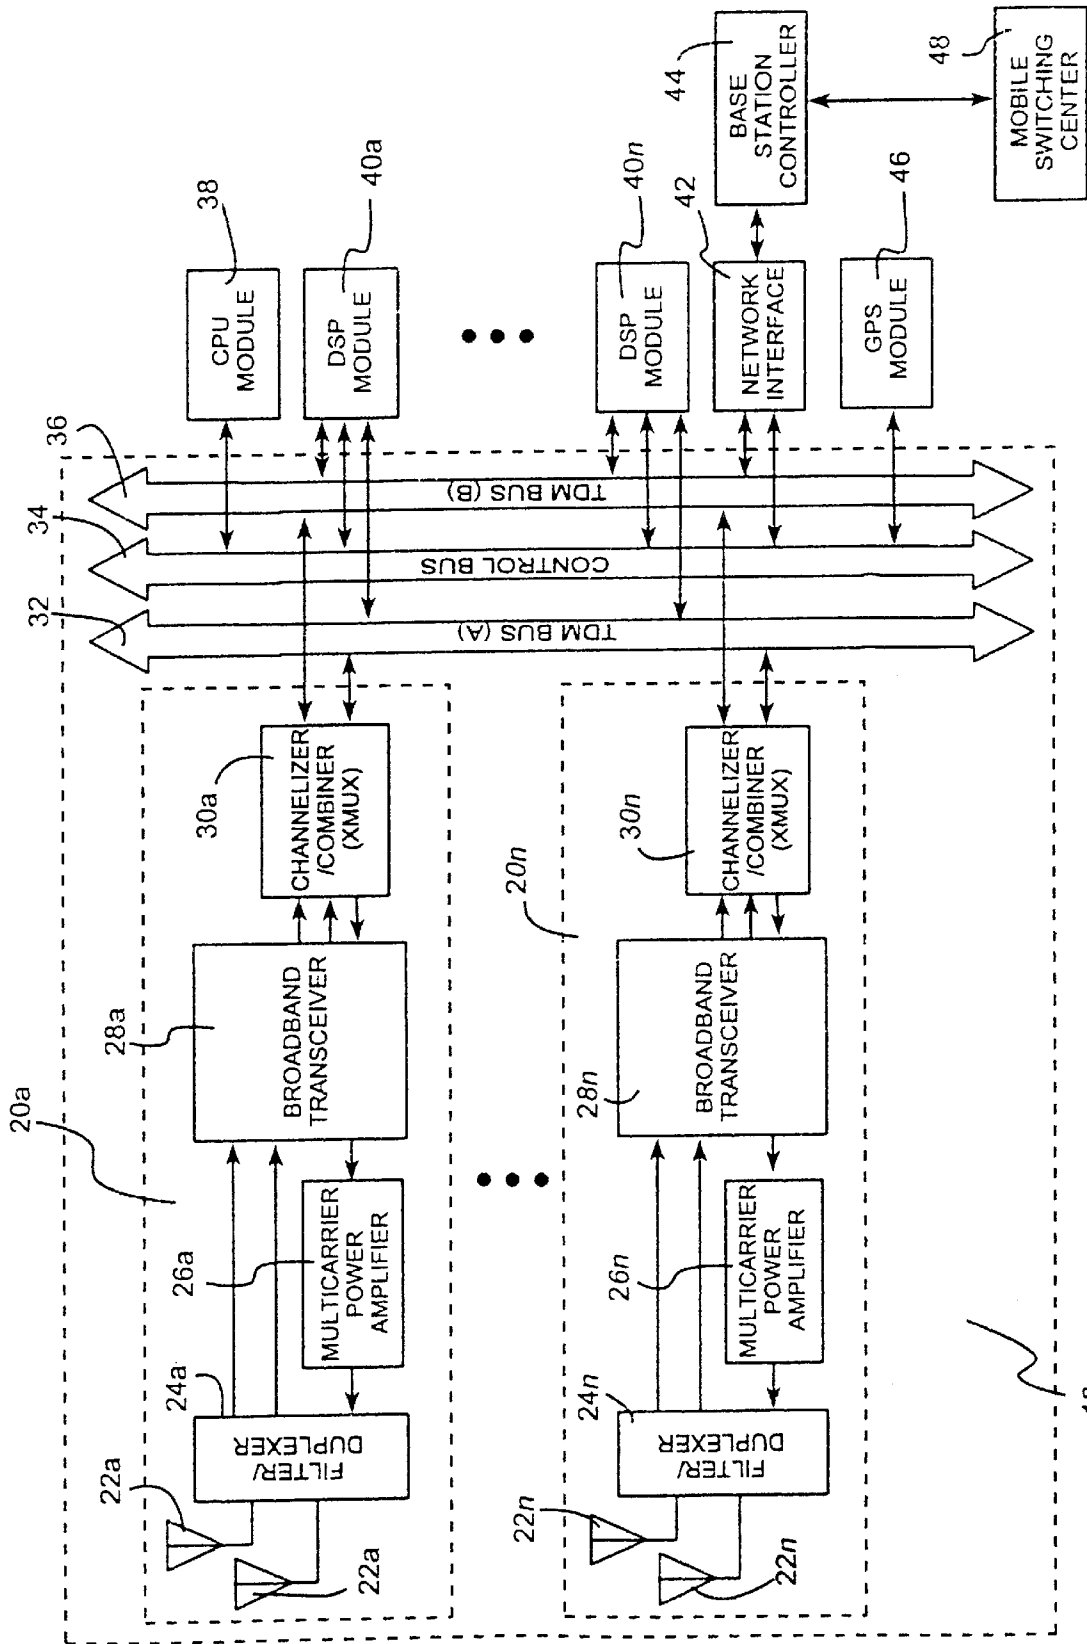 20a
22a
22a
24a
FILTER/
DUPLEXER
26a
MULTICARRIER
POWER
AMPLIFIER
28a
BROADBAND
TRANSCEIVER
30a
CHANNELIZER
/COMBINER
(XMUX)
32
34
36
TDM BUS (A)
CONTROL BUS
TDM BUS (B)
38
CPU
MODULE
40a
DSP
MODULE
20n
22n
22n
24n
FILTER/
DUPLEXER
26n
MULTICARRIER
POWER
AMPLIFIER
28n
BROADBAND
TRANSCEIVER
30n
CHANNELIZER
/COMBINER
(XMUX)
40n
DSP
MODULE
42
NETWORK
INTERFACE
44
BASE
STATION
CONTROLLER
46
GPS
MODULE
48
MOBILE
SWITCHING
CENTER